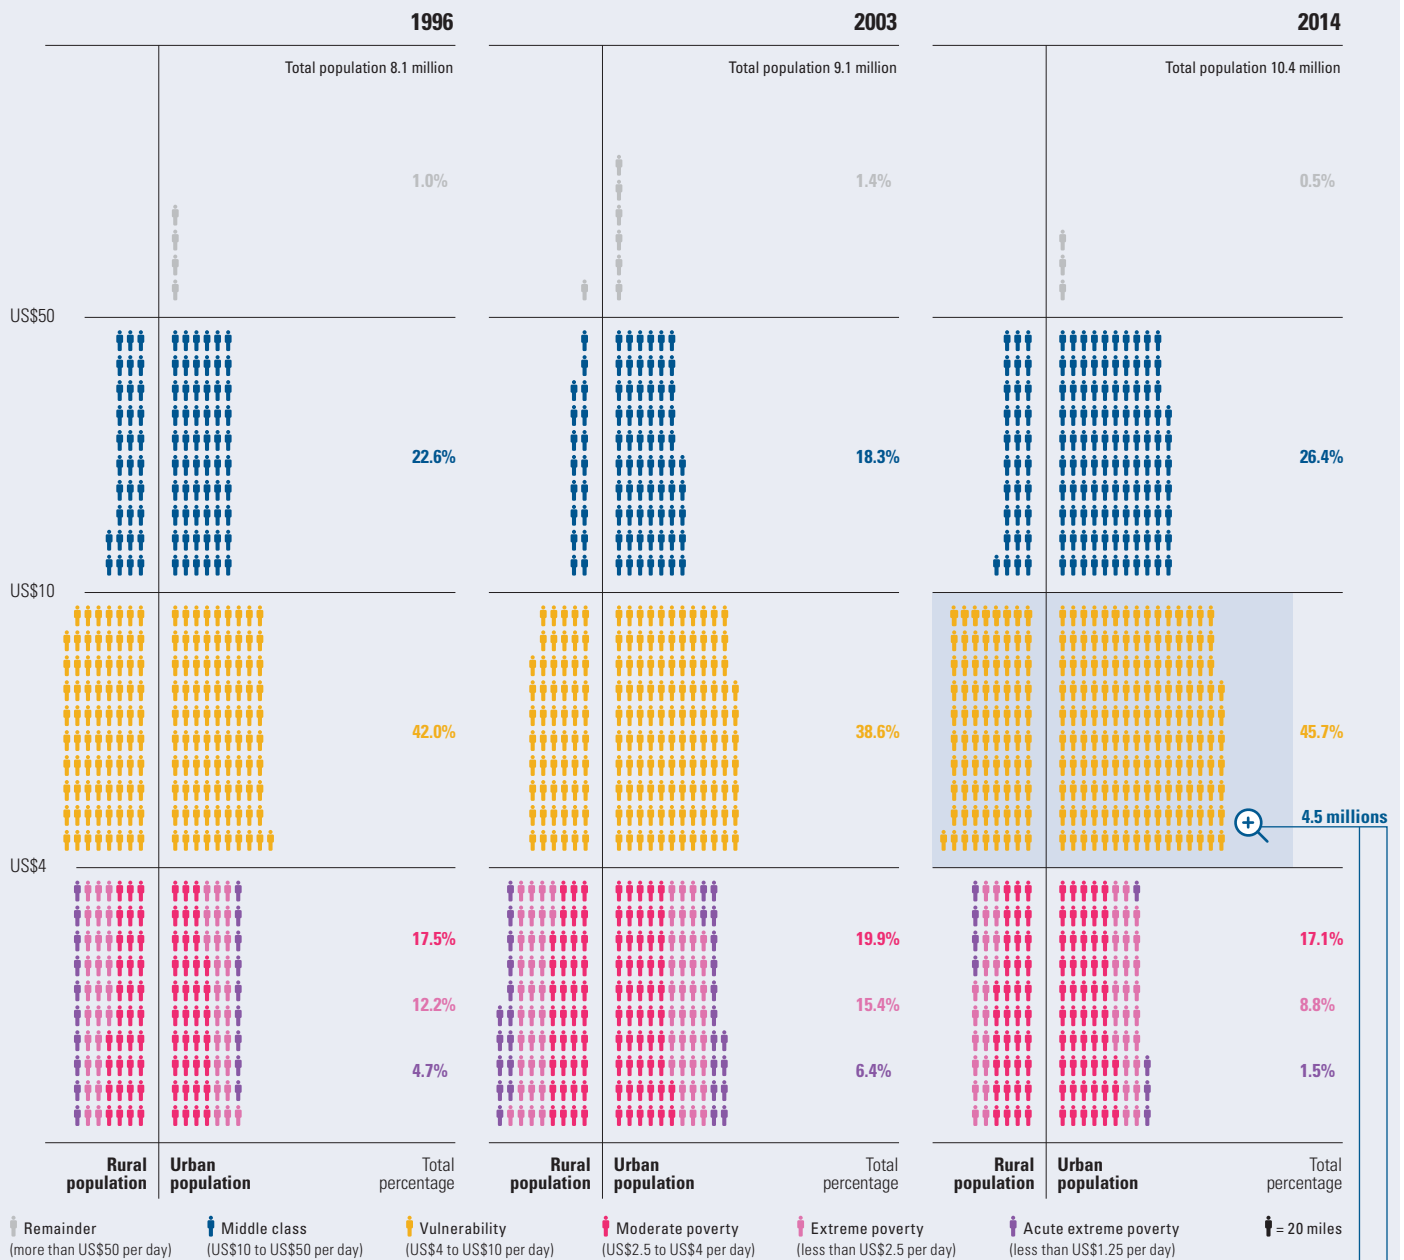 1996
2003
2014
Total population 8.1 million
Total population 9.1 million
Total population 10.4 million
1.0%
1.4%
0.5%
US$50
22.6%
18.3%
26.4%
US$10
42.0%
38.6%
45.7%
4.5 millions
US$4
17.5%
19.9%
17.1%
12.2%
15.4%
8.8%
4.7%
6.4%
1.5%
Rural population
Urban population
Total percentage
Rural population
Urban population
Total percentage
Rural population
Urban population
Total percentage
Remainder
(more than US$50 per day)
Middle class
(US$10 to US$50 per day)
Vulnerability
(US$4 to US$10 per day)
Moderate poverty
(US$2.5 to US$4 per day)
Extreme poverty
(less than US$2.5 per day)
Acute extreme poverty
(less than US$1.25 per day)
= 20 miles